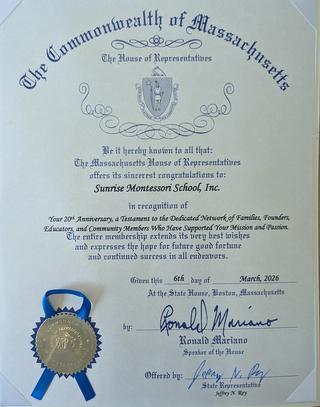 The Commonwealth of Massachusetts
The House of Representatives
Be it hereby known to all that:
The Massachusetts House of Representatives
offers its sincerest congratulations to:
Sunrise Montessori School, Inc.
in recognition of
Your 20th Anniversary, a Testament to the Dedicated Network of Families, Founders,
Educators, and Community Members Who Have Supported Your Mission and Passion.
The entire membership extends its very best wishes
and expresses the hope for future good fortune
and continued success in all endeavors.
Given this 6th day of March, 2026
At the State House, Boston, Massachusetts
by: Ronald Mariano
Ronald Mariano
Speaker of the House
Offered by:
State Representative
Jeffrey N. Roy